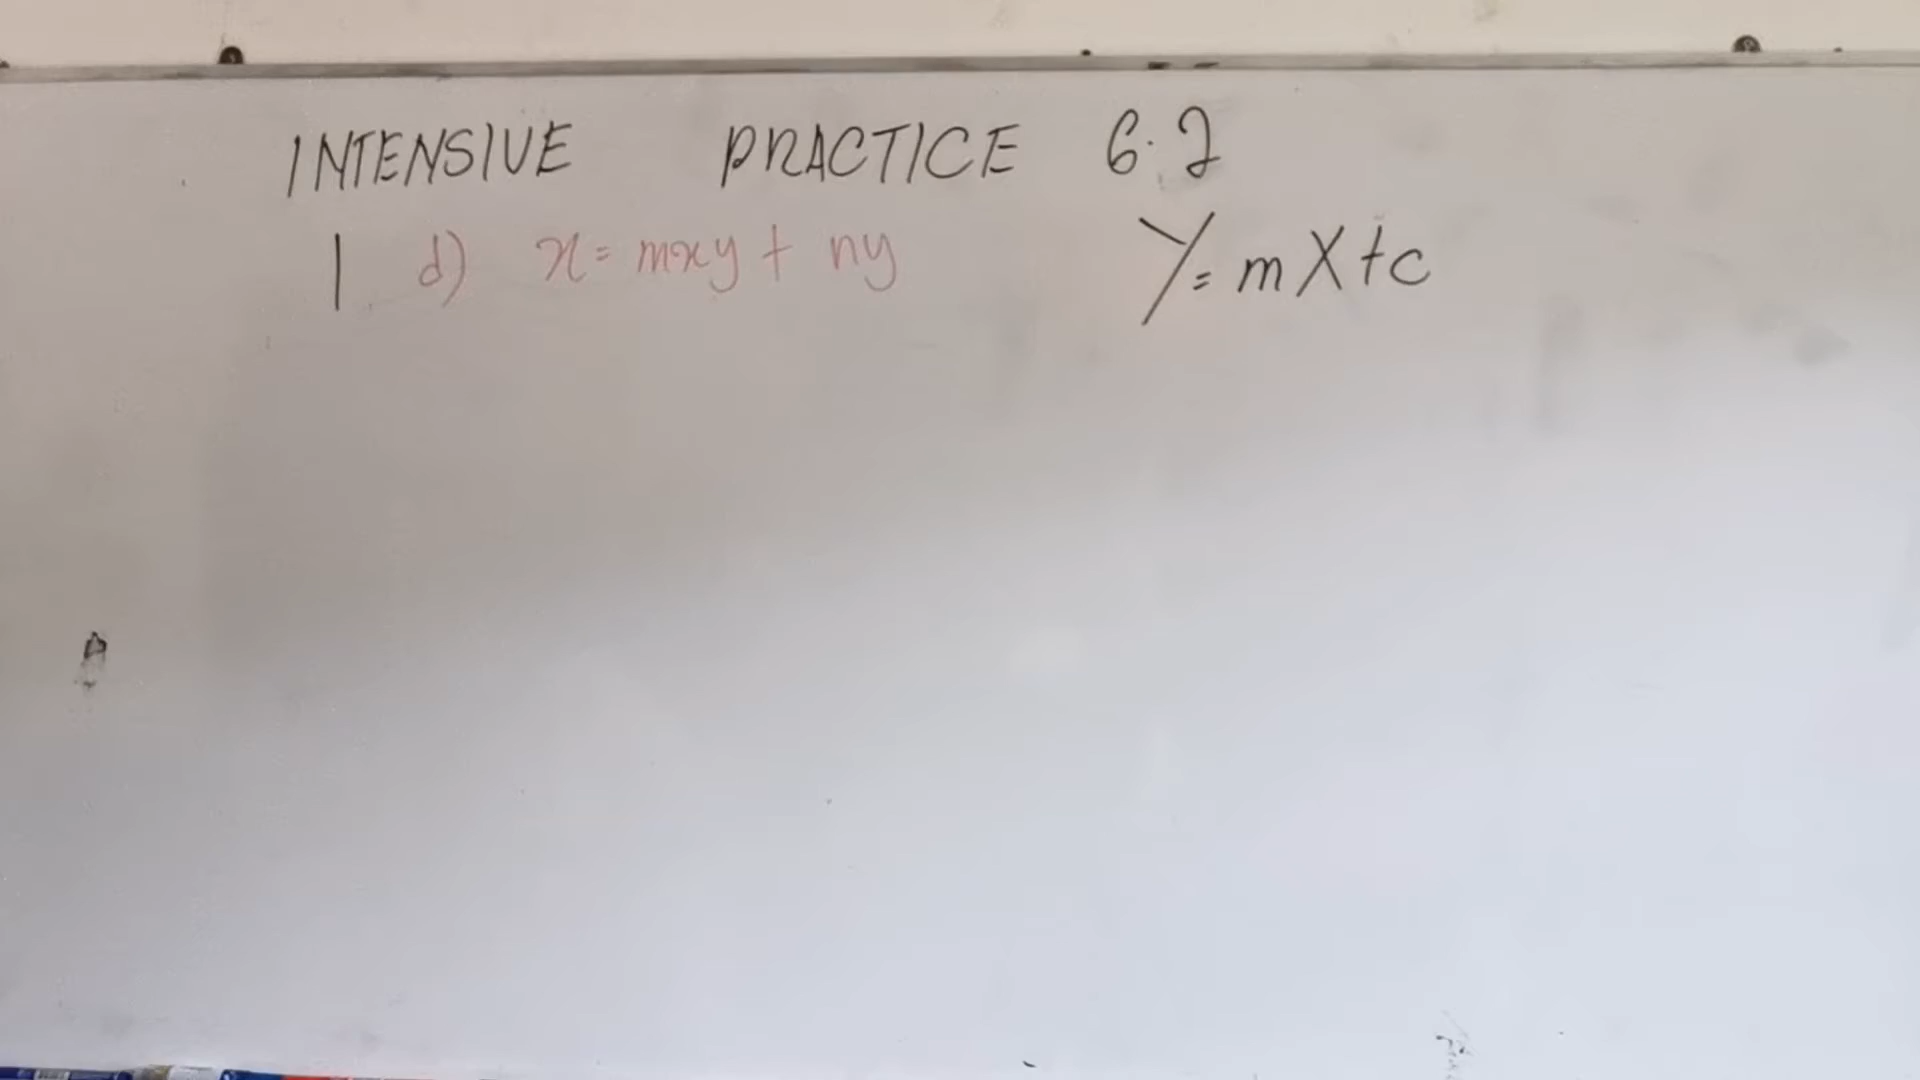 INTENSIVE PRACTICE 6.2
1 d) x = mxy + ny Y = mX + c